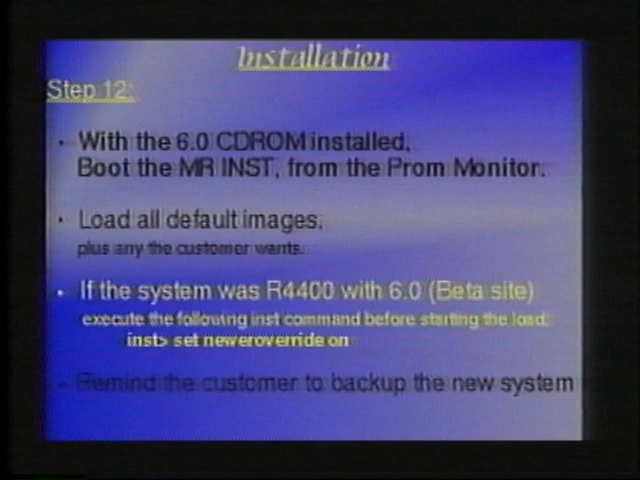 Installation
Step 12:
· With the 6.0 CDROM installed,
Boot the MR INST, from the Prom Monitor.
· Load all default images,
plus any the customer wants.
· If the system was R4400 with 6.0 (Beta site)
execute the following inst command before starting the load:
inst> set neweroverride on
- Remind the customer to backup the new system